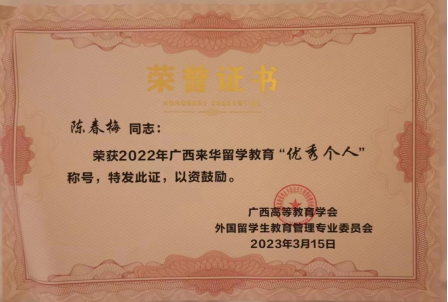 荣誉证书
陈春梅 同志：
荣获2022年广西来华留学教育“优秀个人”
称号，特发此证，以资鼓励。
广西高等教育学会
外国留学生教育管理专业委员会
2023年3月15日